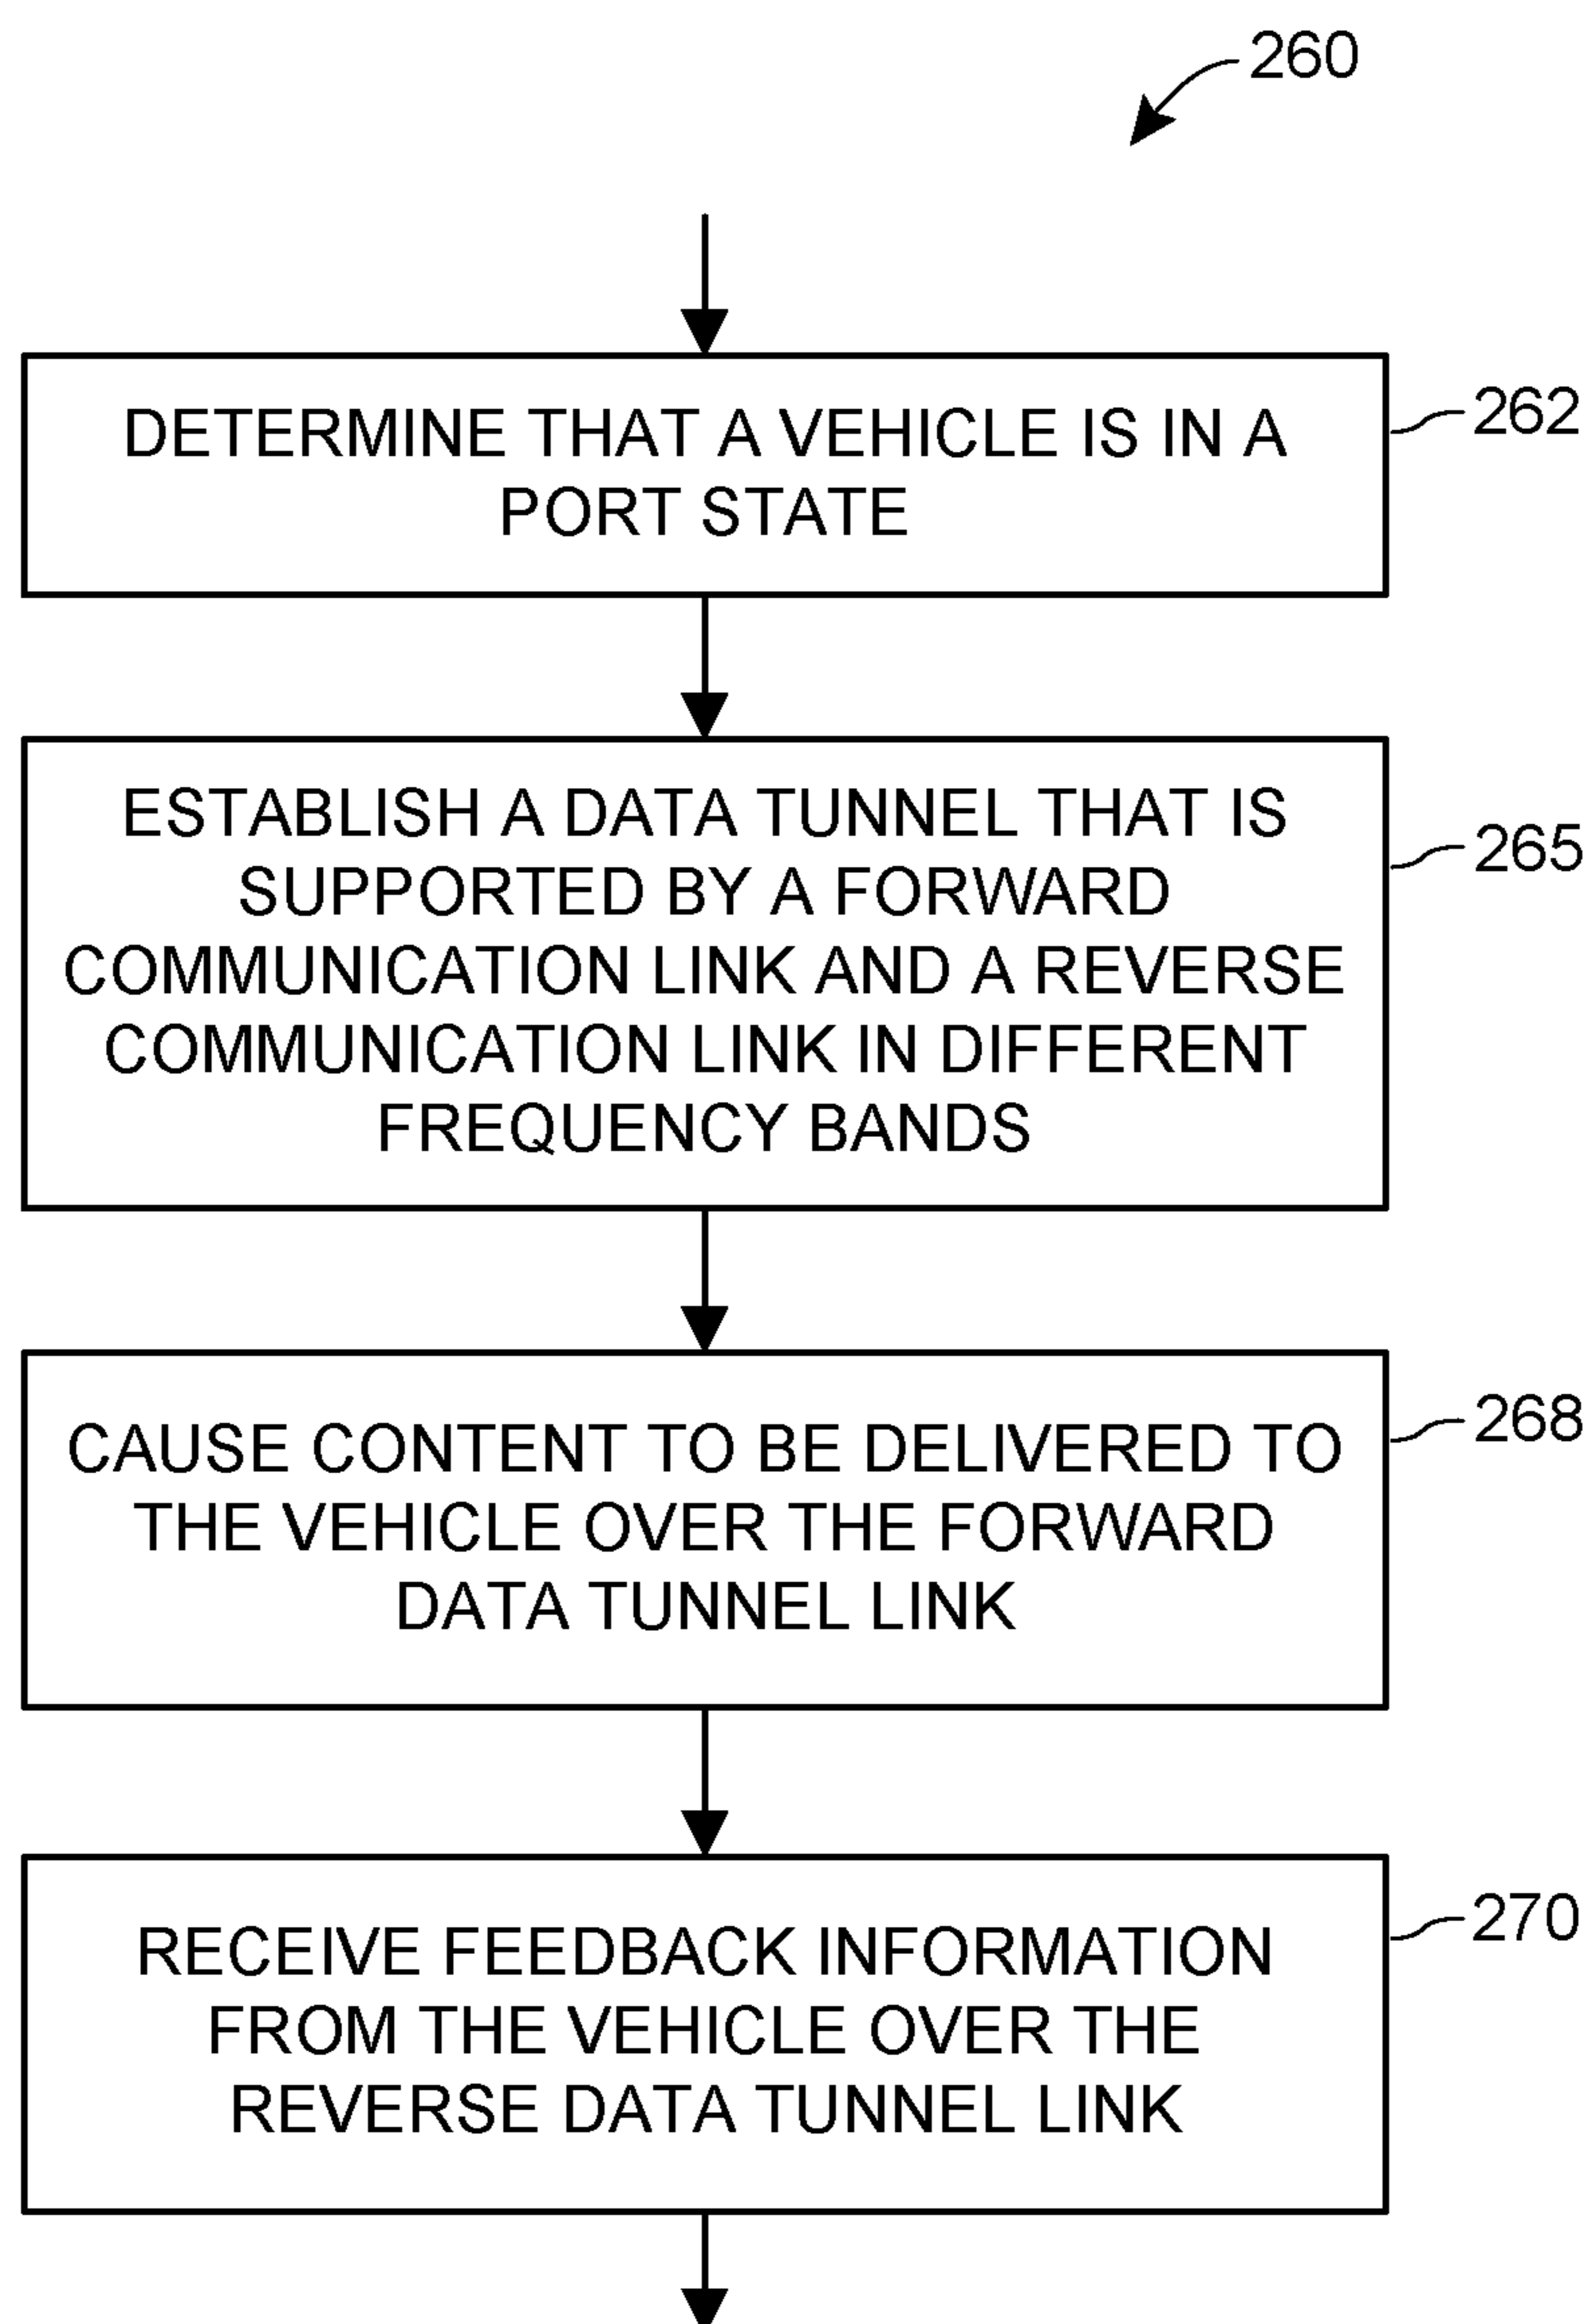 260
DETERMINE THAT A VEHICLE IS IN A
PORT STATE
262
ESTABLISH A DATA TUNNEL THAT IS
SUPPORTED BY A FORWARD
COMMUNICATION LINK AND A REVERSE
COMMUNICATION LINK IN DIFFERENT
FREQUENCY BANDS
265
CAUSE CONTENT TO BE DELIVERED TO
THE VEHICLE OVER THE FORWARD
DATA TUNNEL LINK
268
RECEIVE FEEDBACK INFORMATION
FROM THE VEHICLE OVER THE
REVERSE DATA TUNNEL LINK
270